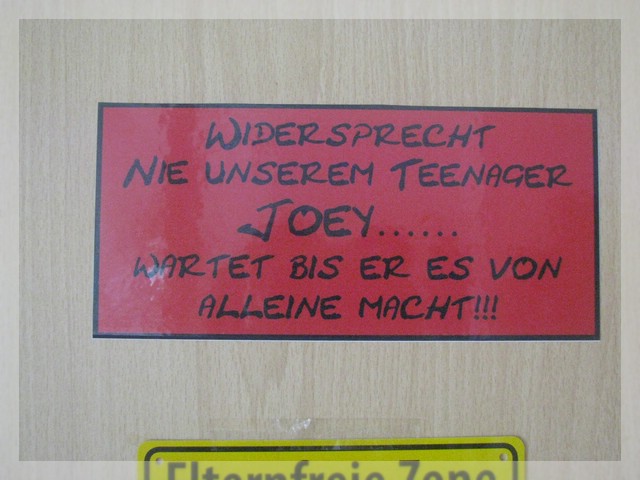 WIDERSPRECHT
NIE UNSEREM TEENAGER
JOEY......
WARTET BIS ER ES VON
ALLEINE MACHT!!!
Elternfreie Zone